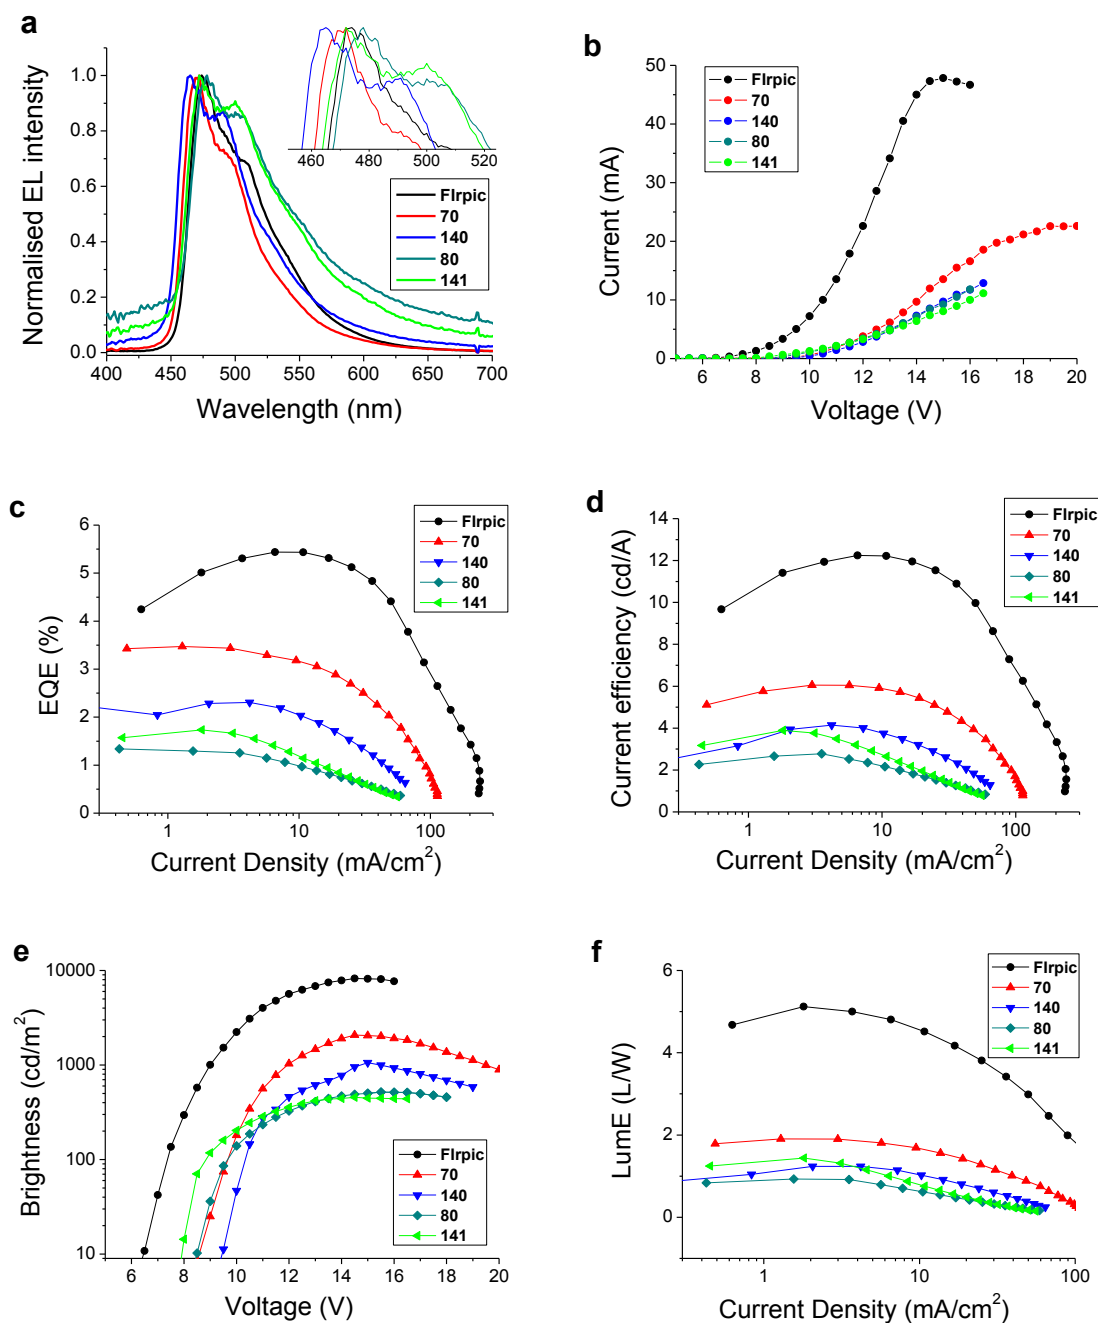 a
Normalised EL intensity
1.0
0.8
0.6
0.4
0.2
0.0
400 450 500 550 600 650 700
Wavelength (nm)
460 480 500 520
FIrpic
70
140
80
141
b
Current (mA)
50
40
30
20
10
0
6 8 10 12 14 16 18 20
Voltage (V)
FIrpic
70
140
80
141
c
EQE (%)
6
5
4
3
2
1
0
1 10 100
Current Density (mA/cm²)
FIrpic
70
140
80
141
d
Current efficiency (cd/A)
14
12
10
8
6
4
2
0
1 10 100
Current Density (mA/cm²)
FIrpic
70
140
80
141
e
Brightness (cd/m²)
10000
1000
100
10
6 8 10 12 14 16 18 20
Voltage (V)
FIrpic
70
140
80
141
f
LumE (L/W)
6
4
2
0
1 10 100
Current Density (mA/cm²)
FIrpic
70
140
80
141